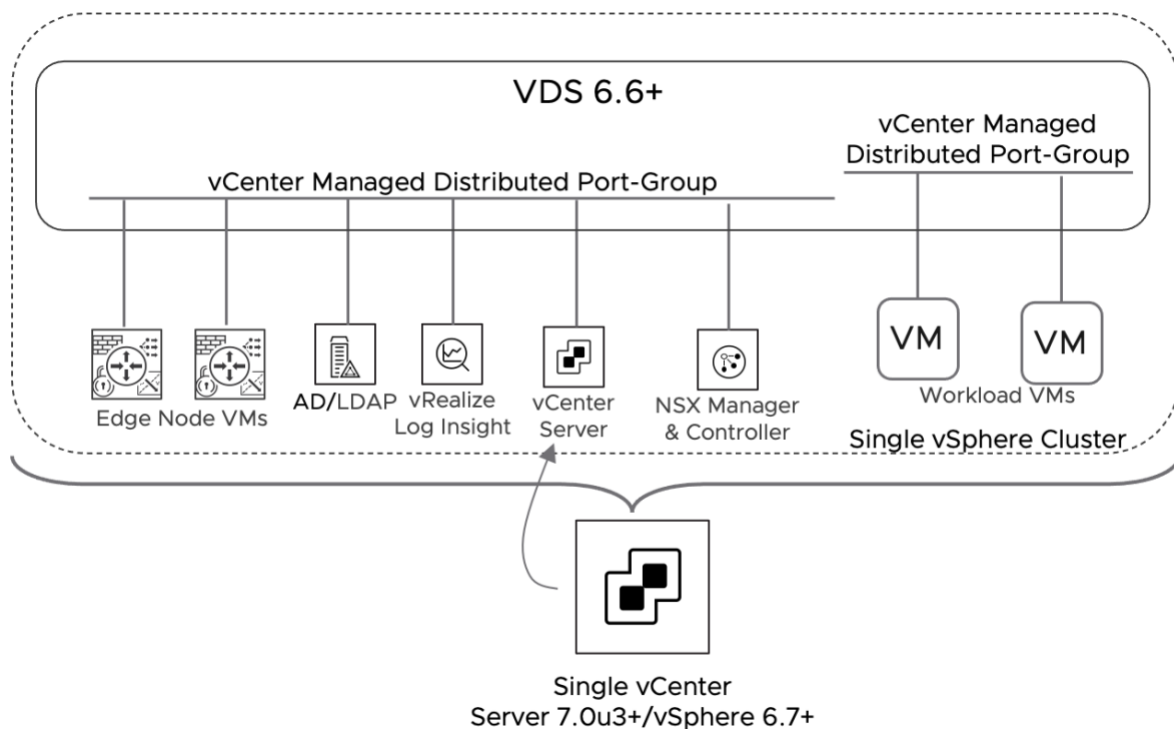 VDS 6.6+
vCenter Managed
Distributed Port-Group
vCenter Managed Distributed Port-Group
VM
VM
Edge Node VMs
AD/LDAP
vRealize
Log Insight
vCenter
Server
NSX Manager
& Controller
Workload VMs
Single vSphere Cluster
Single vCenter
Server 7.0u3+/vSphere 6.7+